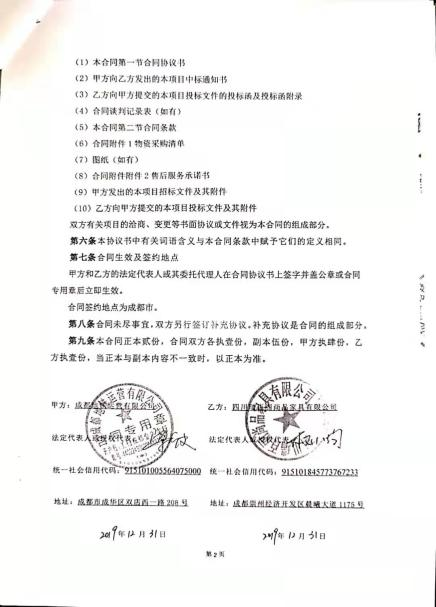 （1）本合同第一节合同协议书
（2）甲方向乙方发出的本项目中标通知书
（3）乙方向甲方提交的本项目投标文件的投标函及投标函附录
（4）合同谈判记录表（如有）
（5）本合同第二节合同条款
（6）合同附件1物资采购清单
（7）图纸（如有）
（8）合同附件附件2售后服务承诺书
（9）甲方发出的本项目招标文件及其附件
（10）乙方向甲方提交的本项目投标文件及其附件
双方有关项目的洽商、变更等书面协议或文件视为本合同的组成部分。
第六条本协议书中有关词语含义与本合同条款中赋予它们的定义相同。
第七条合同生效及签约地点
甲方和乙方的法定代表人或其委托代理人在合同协议书上签字并盖公章或合同
专用章后立即生效。
合同签约地点为成都市。
第八条合同未尽事宜，双方另行签订补充协议。补充协议是合同的组成部分。
第九条本合同正本贰份，合同双方各执壹份，副本伍份，甲方执肆份，乙
方执壹份，当正本与副本内容不一致时，以正本为准。
甲方：成都地铁运营有限公司 乙方：四川 商品家具有限公司
法定代表人或授权代表 法定代表人或授权代表
统一社会信用代码：915101005564075000 统一社会信用代码：915101845773767233
地址：成都市成华区双店西一路208号 地址：成都崇州经济开发区晨曦大道1175号
2019年12月31日 2019年12月31日
第2页